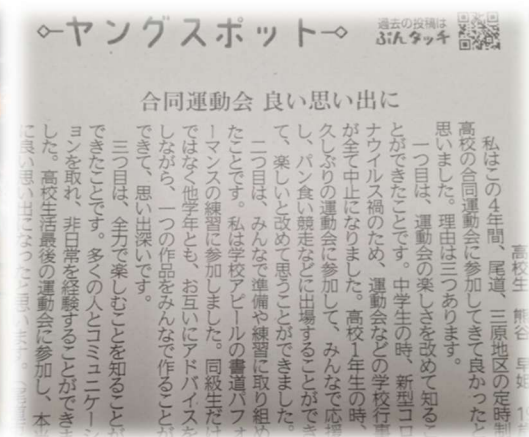 ヤングスポット
過去の投稿は
ぶんタッチ
合同運動会 良い思い出に
高校生 熊谷 早姫 1
私はこの4年間、尾道、三原地区の定時制
高校の合同運動会に参加してきて良かったと
思いました。理由は三つあります。
一つ目は、運動会の楽しさを改めて知るこ
とができたことです。中学生の時、新型コロ
ナウイルス禍のため、運動会などの学校行事
が全て中止になりました。高校1年生の時、
久しぶりの運動会に参加して、みんなで応援
し、パン食い競走などに出場することができ
て、楽しいと改めて思うことができました。
二つ目は、みんなで準備や練習に取り組め
たことです。私は学校アピールの書道パフォ
ーマンスの練習に参加しました。同級生だけ
ではなく他学年とも、お互いにアドバイスを
しながら、一つの作品をみんなで作ることが
できて、思い出深いです。
三つ目は、全力で楽しむことを知ることが
できたことです。多くの人とコミュニケーシ
ョンを取れ、非日常を経験することができま
した。高校生活最後の運動会に参加し、本当
に良い思い出になったと思います。